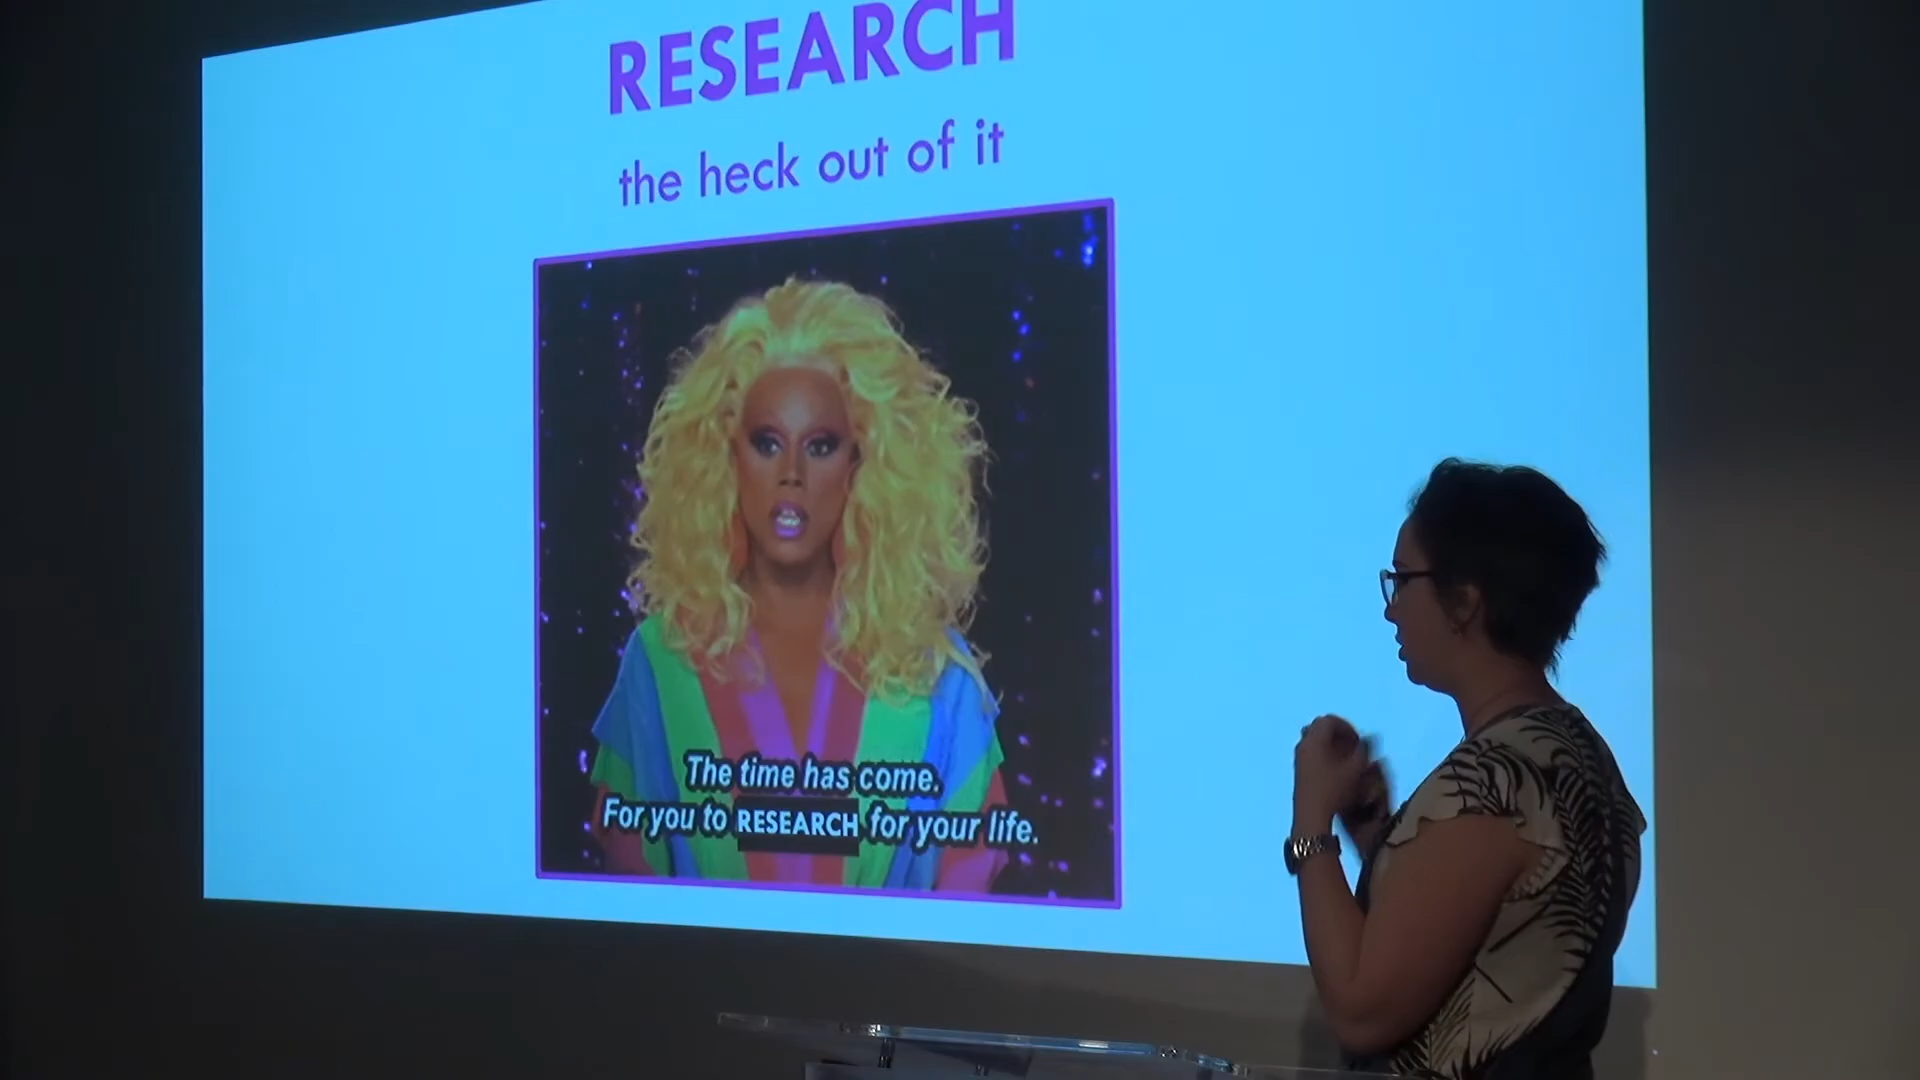 RESEARCH
the heck out of it
The time has come.
For you to RESEARCH for your life.